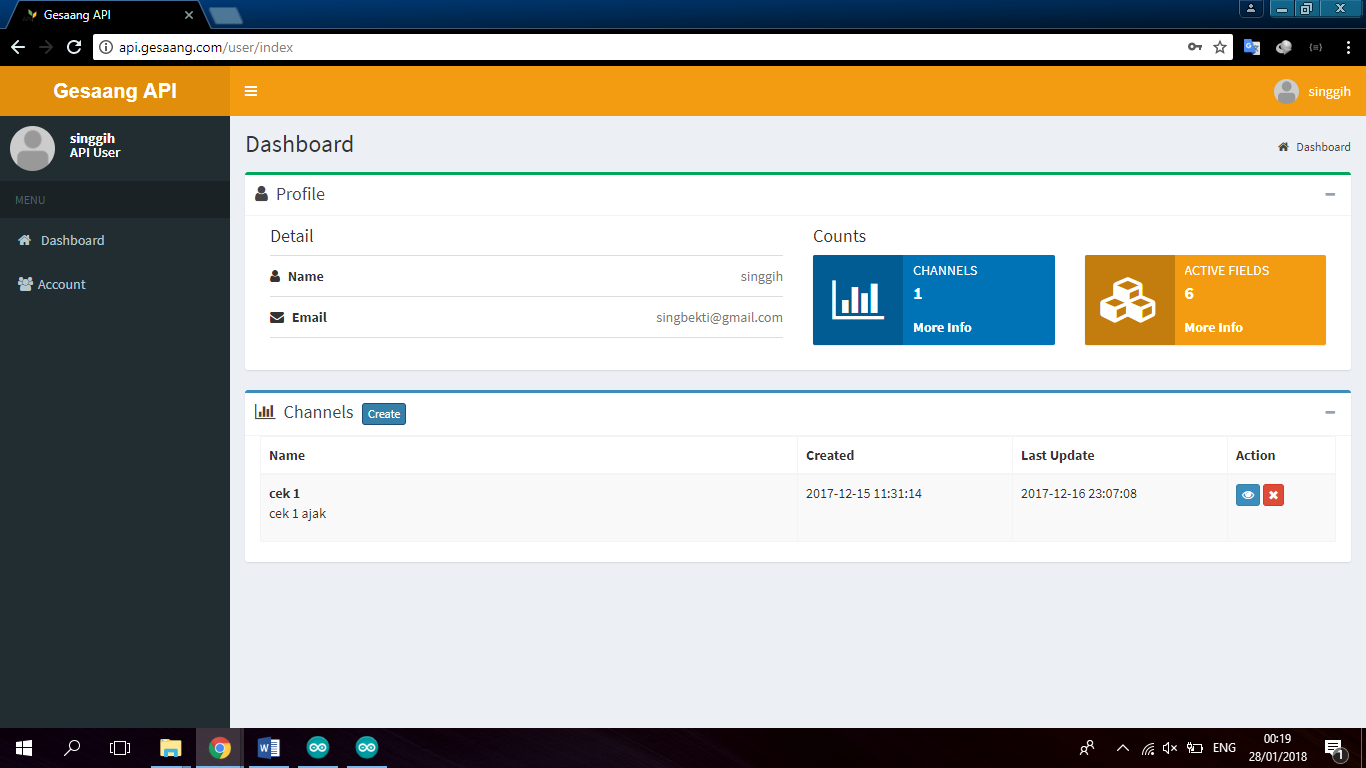 Gesaang API
api.gesaang.com/user/index
Gesaang API
singgih
singgih
API User
MENU
Dashboard
Account
Dashboard
Dashboard
Profile
Detail
Name singgih
Email singbekti@gmail.com
Counts
CHANNELS
1
More Info
ACTIVE FIELDS
6
More Info
Channels Create
Name Created Last Update Action
cek 1 2017-12-15 11:31:14 2017-12-16 23:07:08
cek 1 ajak
ENG
00:19
28/01/2018
1